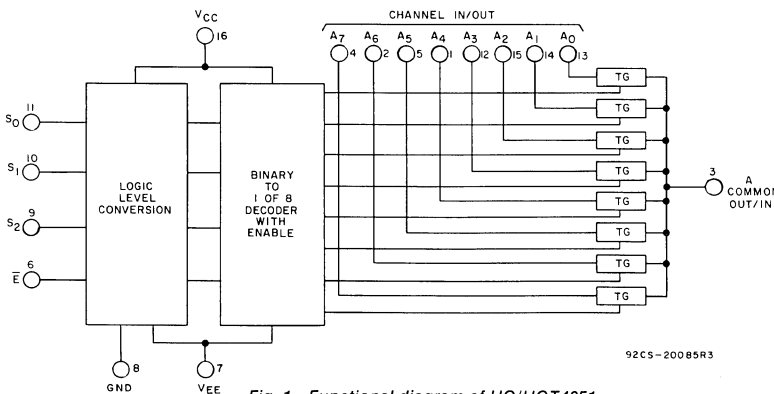 CHANNEL IN/OUT
VCC
16
A7 A6 A5 A4 A3 A2 A1 A0
4 2 5 1 12 15 14 13
TG
TG
TG
TG
TG
TG
TG
TG
11
S0
10
S1
9
S2
6
E
LOGIC
LEVEL
CONVERSION
BINARY
TO
1 OF 8
DECODER
WITH
ENABLE
3
A
COMMON
OUT/IN
8
GND
7
VEE
92CS-20085R3